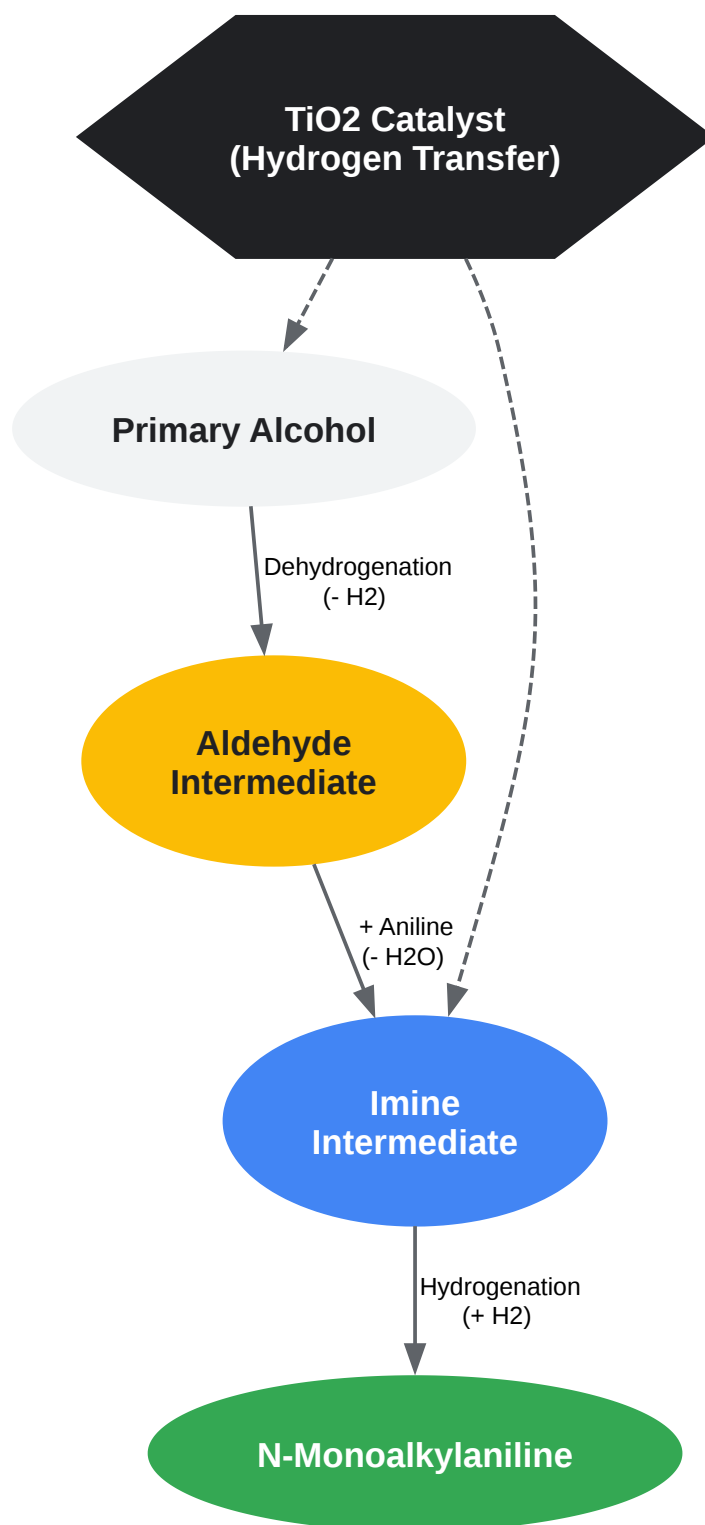 TiO2 Catalyst
(Hydrogen Transfer)
Primary Alcohol
Dehydrogenation
(- H2)
Aldehyde
Intermediate
+ Aniline
(- H2O)
Imine
Intermediate
Hydrogenation
(+ H2)
N-Monoalkylaniline